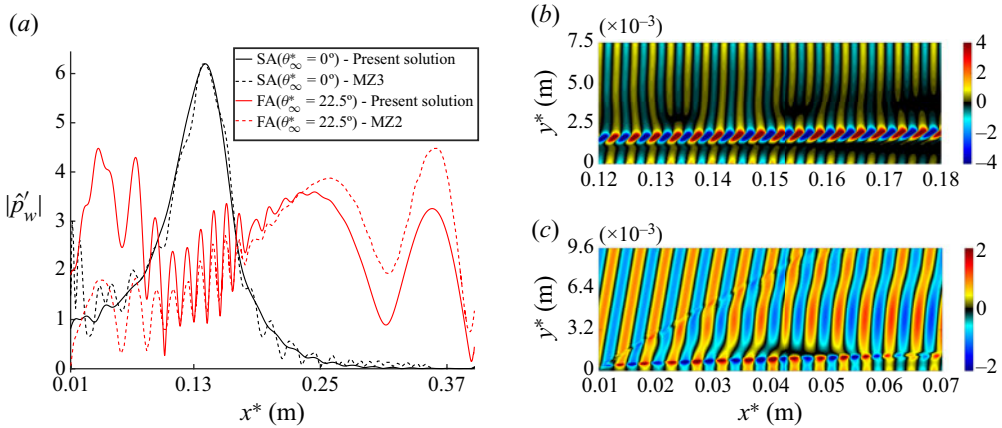 (a)
6
5
4
3
2
1
0
|p̂′w|
0.01 0.13 0.25 0.37
x* (m)
SA(θ*∞ = 0º) - Present solution
SA(θ*∞ = 0º) - MZ3
FA(θ*∞ = 22.5º) - Present solution
FA(θ*∞ = 22.5º) - MZ2
(b)
(×10−3)
7.5
5.0
2.5
0
y* (m)
0.12 0.13 0.14 0.15 0.16 0.17 0.18
4
2
0
−2
−4
(c)
(×10−3)
9.6
6.4
3.2
0
y* (m)
0.01 0.02 0.03 0.04 0.05 0.06 0.07
x* (m)
2
0
−2